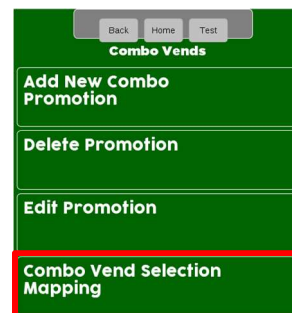 Back Home Test
Combo Vends
Add New Combo
Promotion
Delete Promotion
Edit Promotion
Combo Vend Selection
Mapping